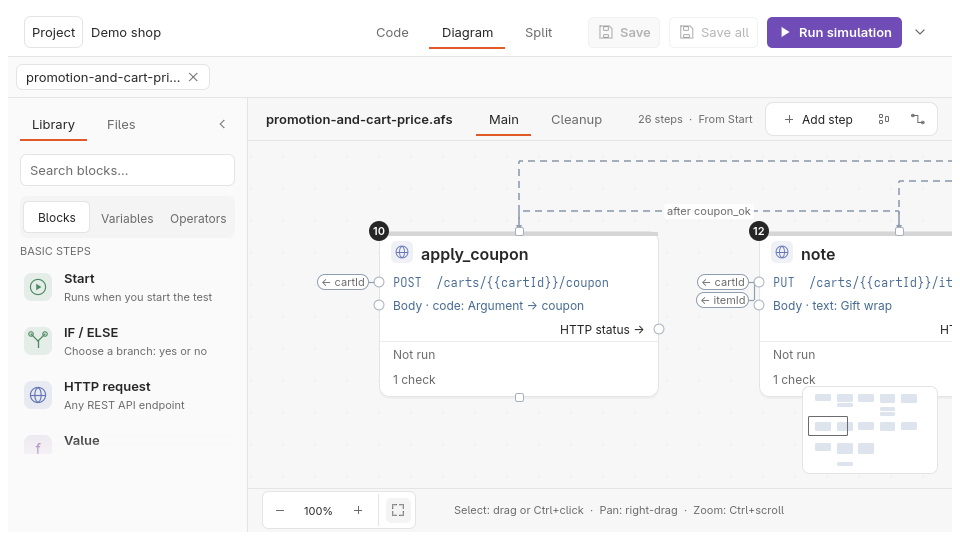 Project
Demo shop
Code
Diagram
Split
Save
Save all
Run simulation
promotion-and-cart-pri...
Library
Files
promotion-and-cart-price.afs
Main
Cleanup
26 steps · From Start
Add step
Search blocks...
Blocks
Variables
Operators
BASIC STEPS
Start
Runs when you start the test
IF / ELSE
Choose a branch: yes or no
HTTP request
Any REST API endpoint
f
Value
after coupon_ok
10
apply_coupon
← cartId
POST /carts/{{cartId}}/coupon
Body · code: Argument → coupon
HTTP status →
Not run
1 check
12
note
← cartId
← itemId
PUT /carts/{{cartId}}/it
Body · text: Gift wrap
HT
Not run
1 check
100%
Select: drag or Ctrl+click · Pan: right-drag · Zoom: Ctrl+scroll